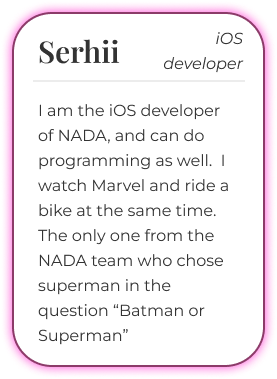 Serhii
iOS
developer
I am the iOS developer
of NADA, and can do
programming as well.  I
watch Marvel and ride a
bike at the same time.
The only one from the
NADA team who chose
superman in the
question “Batman or
Superman”